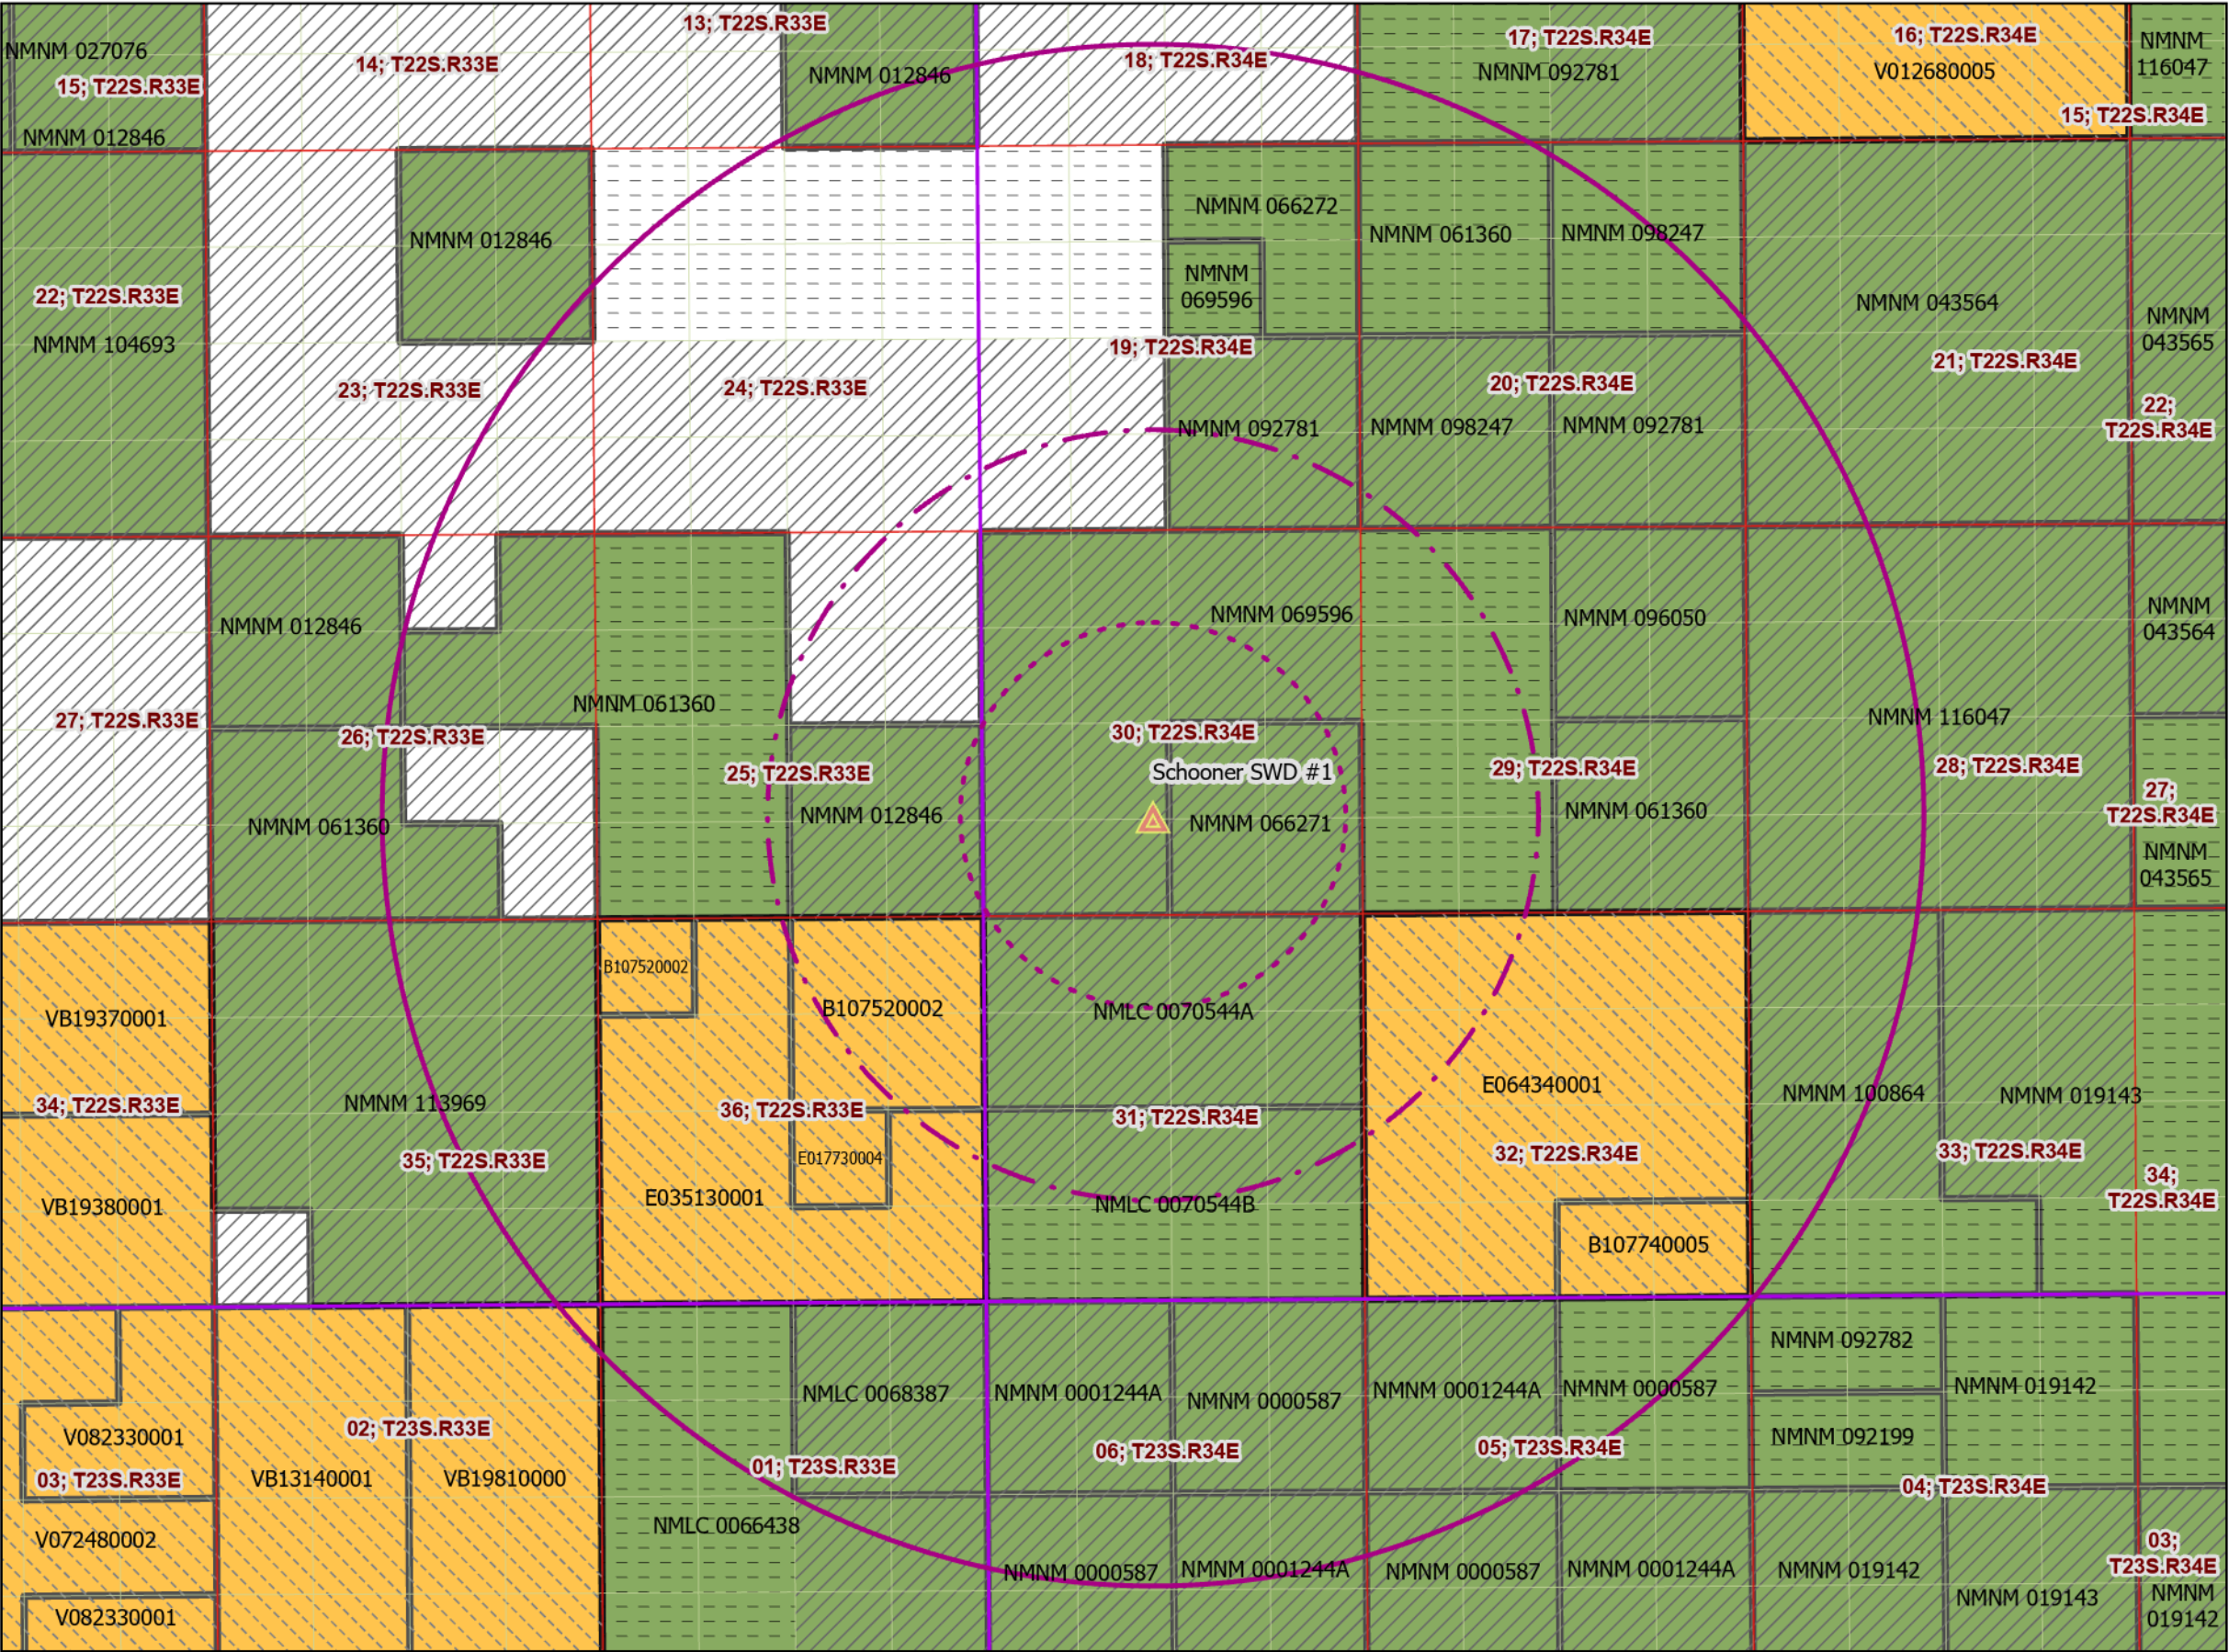 13; T22S.R33E
17; T22S.R34E
16; T22S.R34E
NMNM
116047
NMNM 027076
14; T22S.R33E
18; T22S.R34E
NMNM 012846
NMNM 092781
V012680005
15; T22S.R33E
15; T22S.R34E
NMNM 012846
NMNM 066272
NMNM 061360
NMNM 098247
NMNM 012846
NMNM
069596
22; T22S.R33E
NMNM 043564
NMNM
043565
NMNM 104693
19; T22S.R34E
21; T22S.R34E
23; T22S.R33E
24; T22S.R33E
20; T22S.R34E
22;
T22S.R34E
NMNM 092781
NMNM 098247
NMNM 092781
NMNM 012846
NMNM 069596
NMNM 096050
NMNM
043564
NMNM 061360
27; T22S.R33E
26; T22S.R33E
30; T22S.R34E
NMNM 116047
25; T22S.R33E
Schooner SWD #1
29; T22S.R34E
28; T22S.R34E
27;
T22S.R34E
NMNM 061360
NMNM 012846
NMNM 066271
NMNM 061360
NMNM
043565
B107520002
VB19370001
B107520002
NMLC 0070544A
E064340001
34; T22S.R33E
NMNM 113969
36; T22S.R33E
31; T22S.R34E
NMNM 100864
NMNM 019143
35; T22S.R33E
E017730004
32; T22S.R34E
33; T22S.R34E
34;
T22S.R34E
VB19380001
E035130001
NMLC 0070544B
B107740005
NMNM 092782
NMLC 0068387
NMNM 0001244A
NMNM 0000587
NMNM 0001244A
NMNM 0000587
NMNM 019142
V082330001
02; T23S.R33E
NMNM 092199
03; T23S.R33E
VB13140001
VB19810000
01; T23S.R33E
06; T23S.R34E
05; T23S.R34E
04; T23S.R34E
V072480002
NMLC 0066438
03;
T23S.R34E
NMNM 0000587
NMNM 0001244A
NMNM 0000587
NMNM 0001244A
NMNM 019142
NMNM 019143
NMNM
019142
V082330001